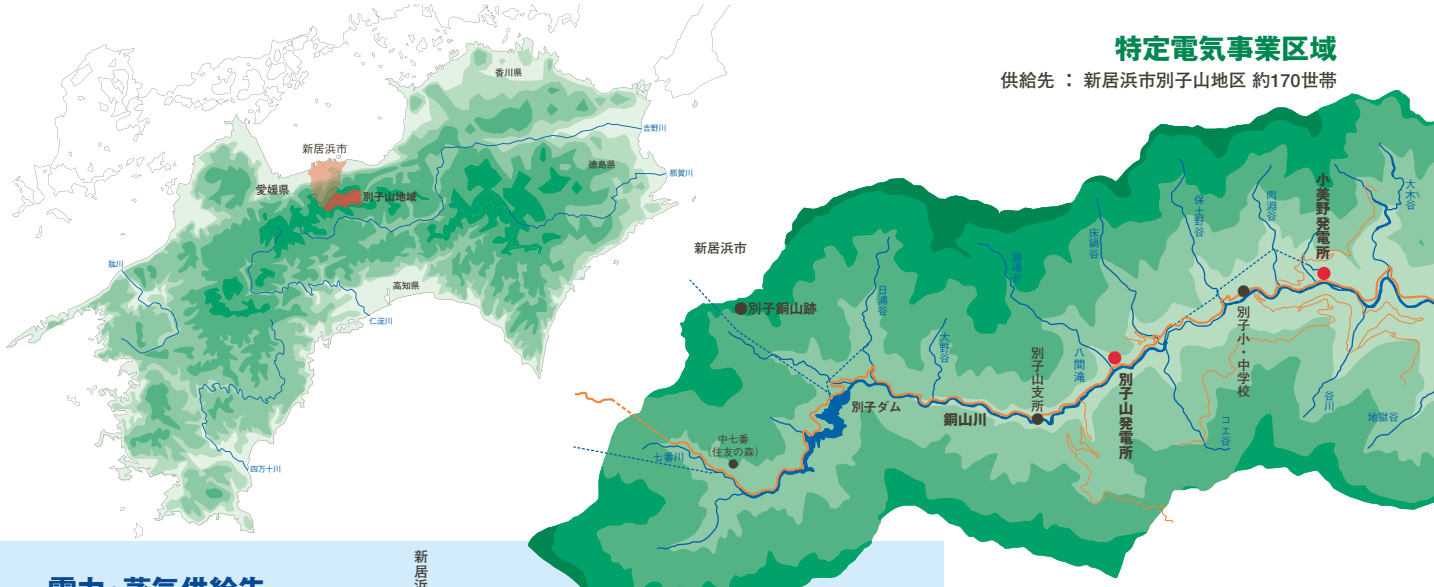 特定電気事業区域
供給先 ： 新居浜市別子山地区 約170世帯
香川県
吉野川
新居浜市
徳島県
那賀川
愛媛県
別子山地域
肱川
高知県
仁淀川
四万十川
新居浜市
別子銅山跡
日浦谷
大野谷
瀬場谷
床鍋谷
保土野谷
肉淵谷
小美野発電所
大木谷
別子ダム
銅山川
別子山支所
八間滝
別子山発電所
別子小・中学校
コエ谷
谷川
地獄谷
中七番
（住友の森）
七番川